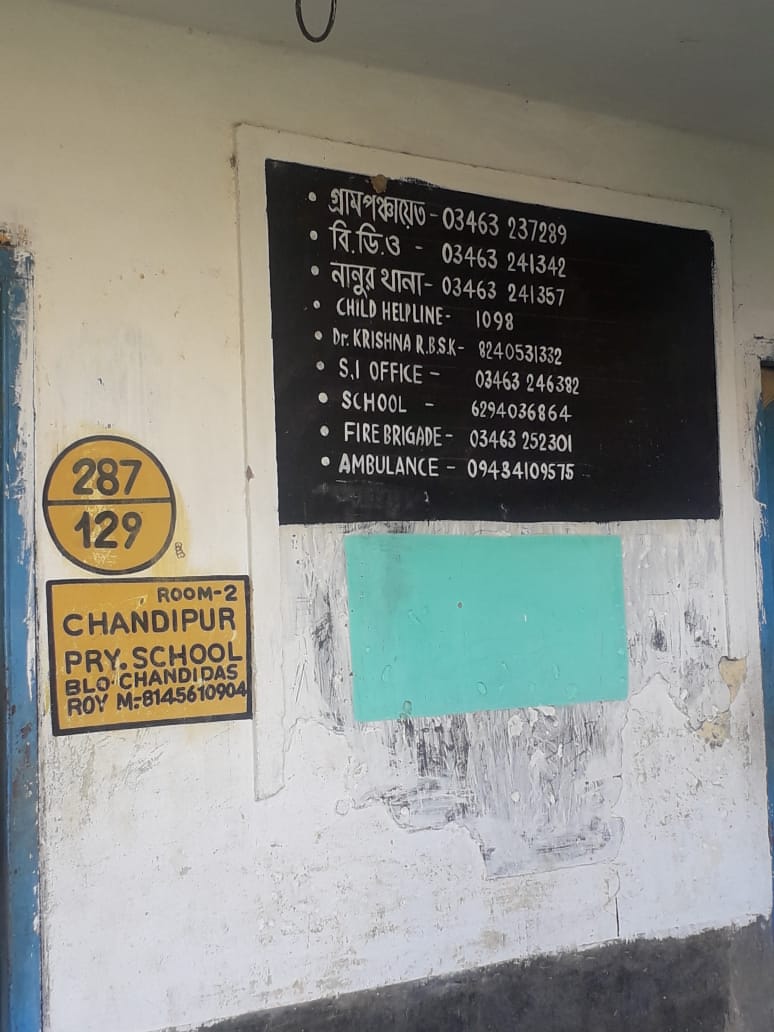 • গ্রামপঞ্চায়েত - 03463 237289
• বি.ডি.ও - 03463 241342
• নানুর থানা - 03463 241357
• CHILD HELPLINE - 1098
• Dr. KRISHNA R.B.S.K - 8240531332
• S,I OFFICE - 03463 246382
• SCHOOL - 6294036864
• FIRE BRIGADE - 03463 252301
• AMBULANCE - 09434109575
287
129
ROOM-2
CHANDIPUR
PRY. SCHOOL
BLO CHANDIDAS
ROY M:-8145610904